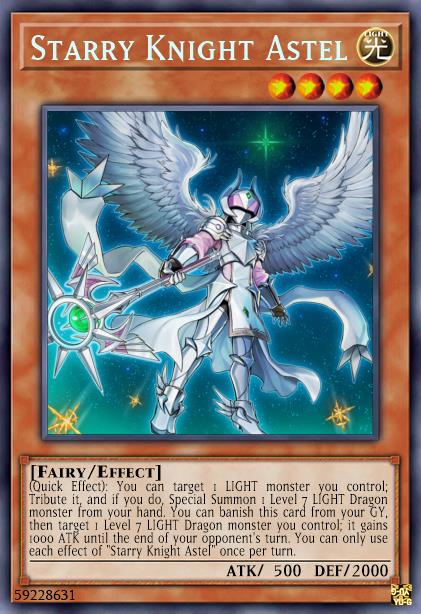 Starry Knight Astel
LIGHT
光
[Fairy/Effect]
(Quick Effect): You can target 1 LIGHT monster you control;
Tribute it, and if you do, Special Summon 1 Level 7 LIGHT Dragon
monster from your hand. You can banish this card from your GY,
then target 1 Level 7 LIGHT Dragon monster you control; it gains
1000 ATK until the end of your opponent's turn. You can only use
each effect of "Starry Knight Astel" once per turn.
ATK/ 500 DEF/2000
59228631